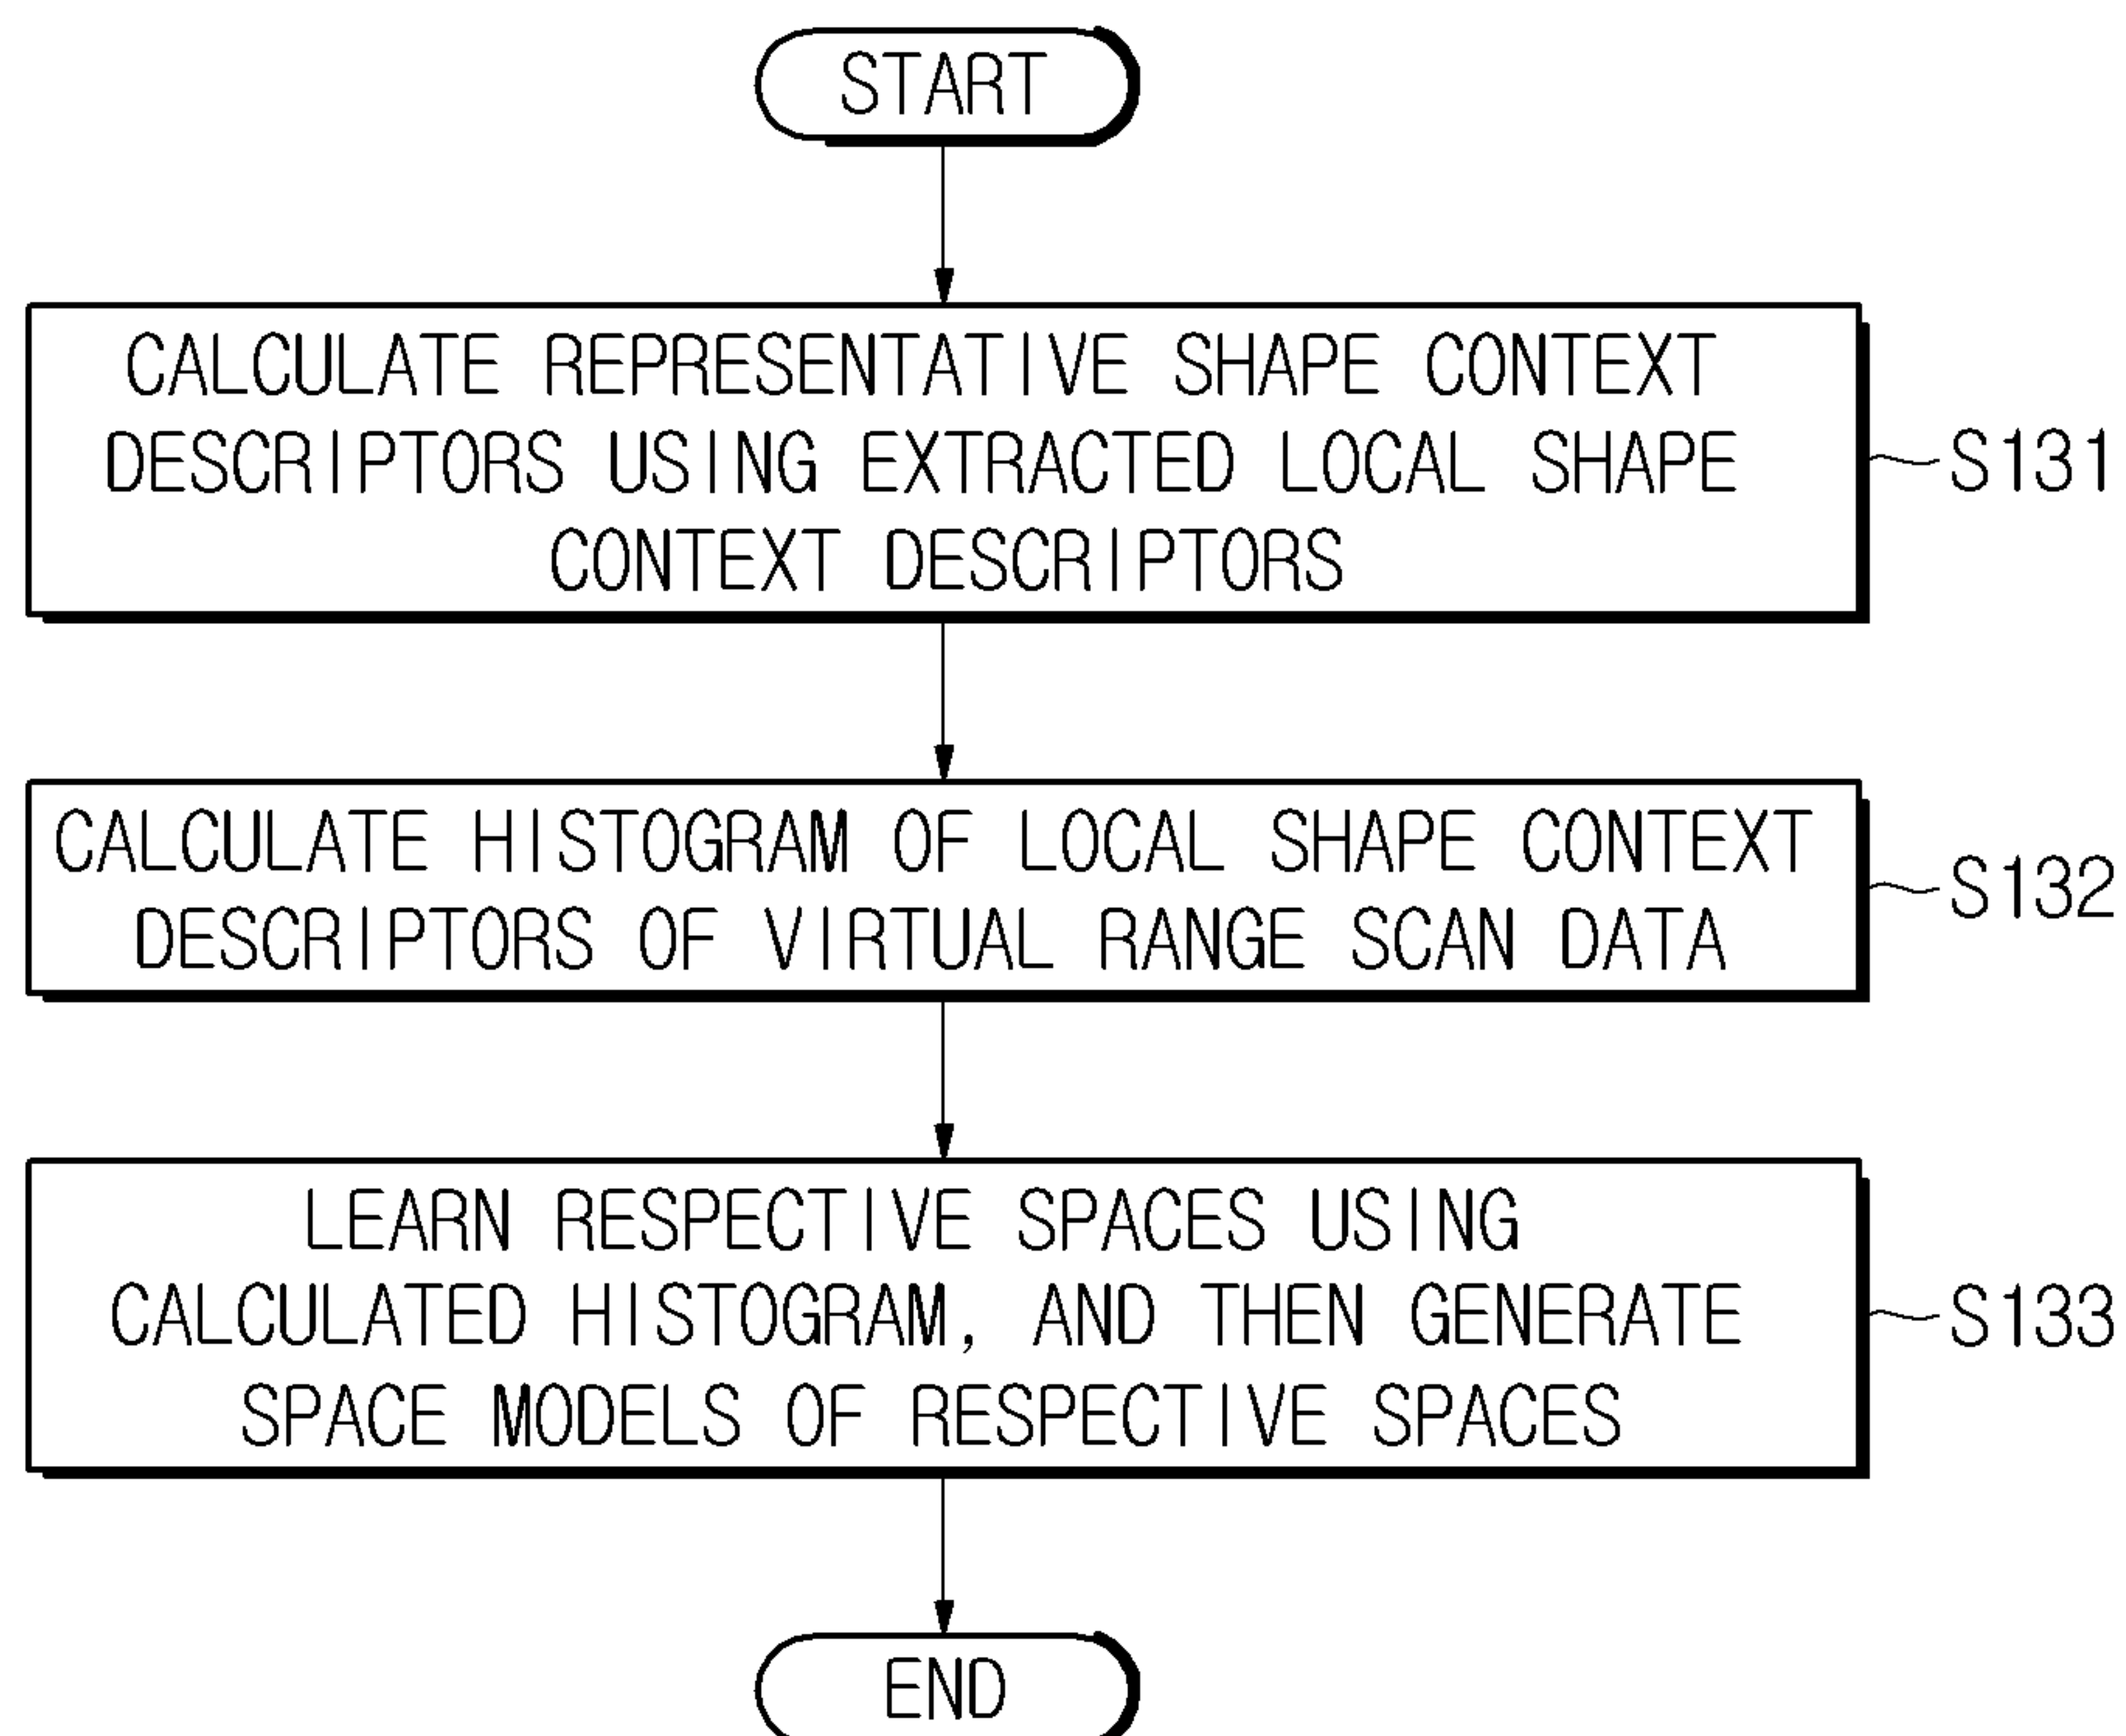 START
CALCULATE REPRESENTATIVE SHAPE CONTEXT
DESCRIPTORS USING EXTRACTED LOCAL SHAPE
CONTEXT DESCRIPTORS
S131
CALCULATE HISTOGRAM OF LOCAL SHAPE CONTEXT
DESCRIPTORS OF VIRTUAL RANGE SCAN DATA
S132
LEARN RESPECTIVE SPACES USING
CALCULATED HISTOGRAM, AND THEN GENERATE
SPACE MODELS OF RESPECTIVE SPACES
S133
END